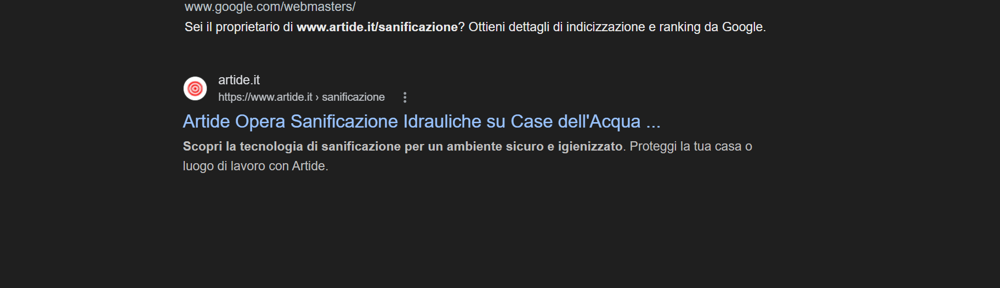 www.google.com/webmasters/
Sei il proprietario di www.artide.it/sanificazione? Ottieni dettagli di indicizzazione e ranking da Google.
artide.it
https://www.artide.it › sanificazione
Artide Opera Sanificazione Idrauliche su Case dell'Acqua ...
Scopri la tecnologia di sanificazione per un ambiente sicuro e igienizzato. Proteggi la tua casa o
luogo di lavoro con Artide.